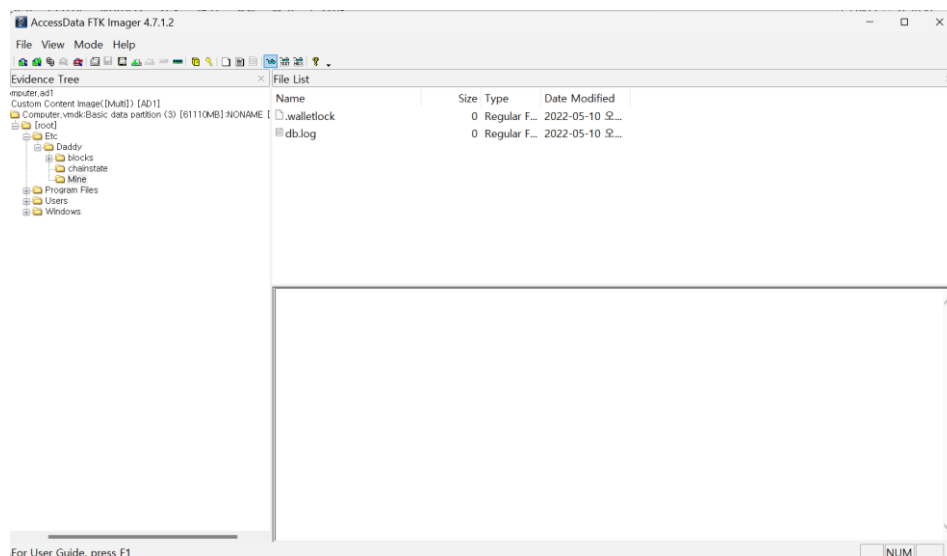 AccessData FTK Imager 4.7.1.2
File View Mode Help
Evidence Tree
File List
mputer.ad1
Custom Content Image([Multi]) [AD1]
Computer.vmdk:Basic data partition (3) [61110MB]:NONAME [
[root]
Etc
Daddy
blocks
chainstate
Mine
Program Files
Users
Windows
Name Size Type Date Modified
.walletlock 0 Regular F... 2022-05-10 오...
db.log 0 Regular F... 2022-05-10 오...
For User Guide, press F1
NUM